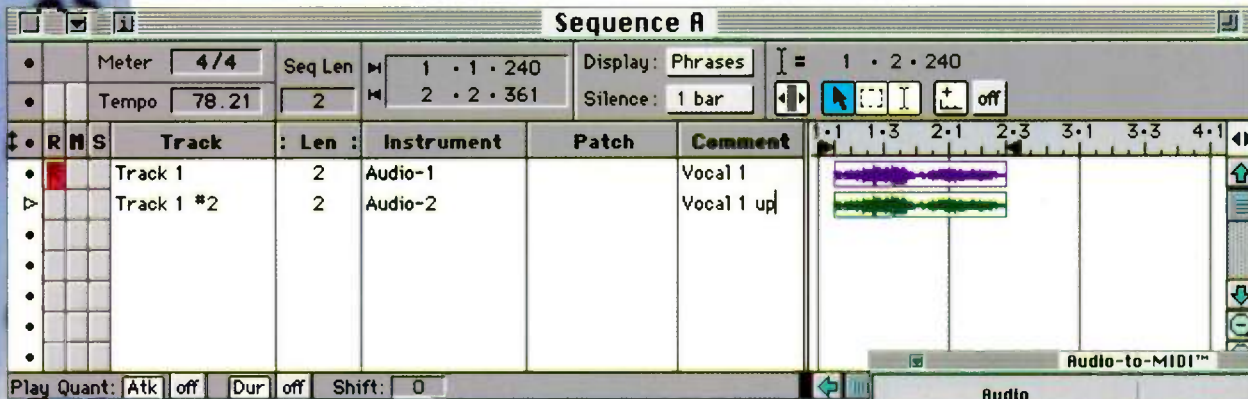 Sequence A
Meter 4/4 Seq Len 1 · 1 · 240 Display: Phrases = 1 · 2 · 240
Tempo 78.21 2 2 · 2 · 361 Silence: 1 bar off
R M S Track : Len : Instrument Patch Comment 1·1 1·3 2·1 2·3 3·1 3·3 4·1
Track 1 2 Audio-1 Vocal 1
Track 1 #2 2 Audio-2 Vocal 1 up
Audio-to-MIDI™
Play Quant: Atk off Dur off Shift: 0
Audio